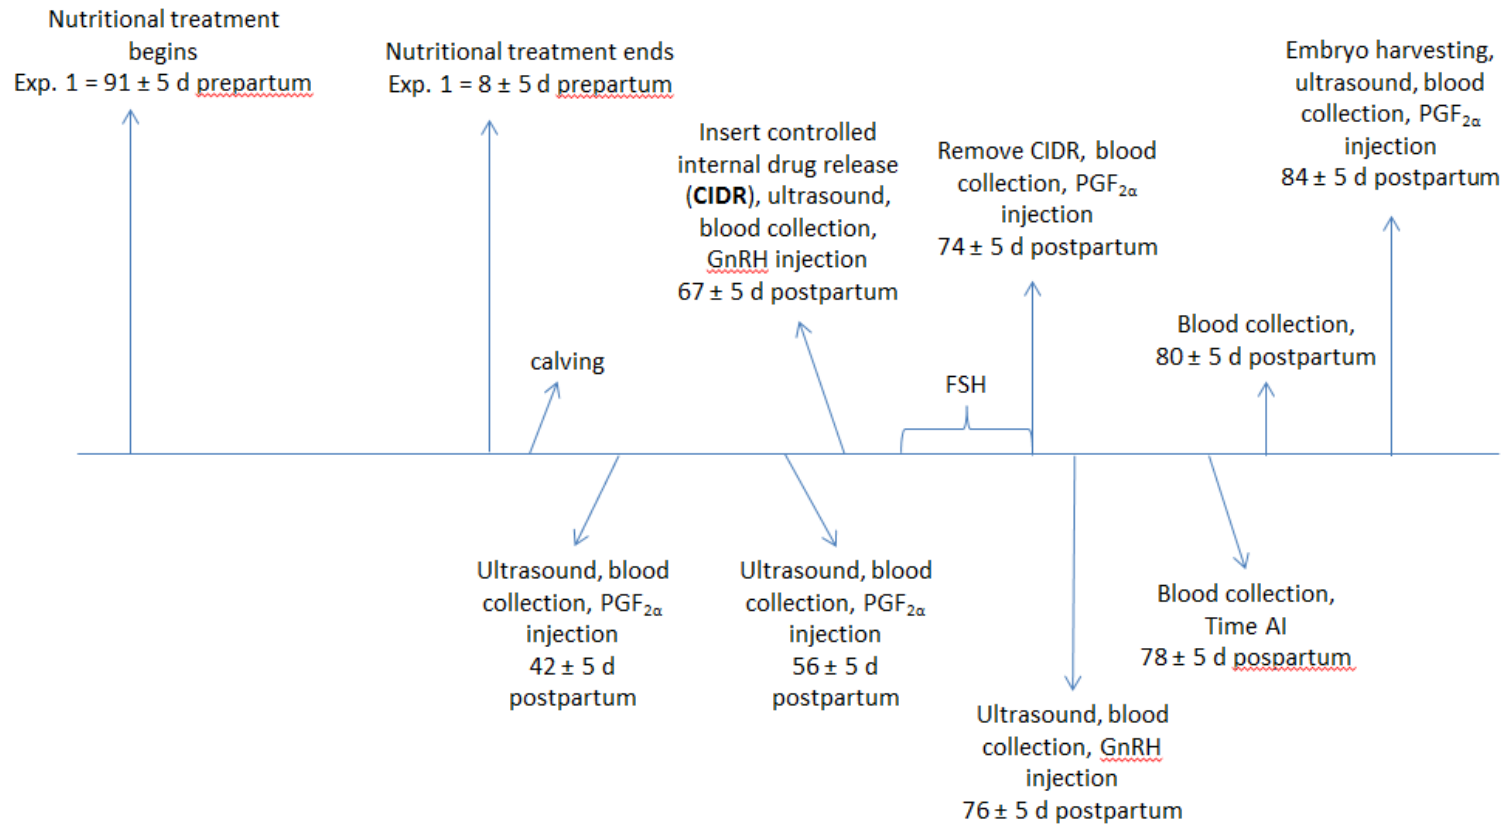 Nutritional treatment
begins
Exp. 1 = 91 ± 5 d prepartum
Nutritional treatment ends
Exp. 1 = 8 ± 5 d prepartum
calving
Insert controlled
internal drug release
(CIDR), ultrasound,
blood collection,
GnRH injection
67 ± 5 d postpartum
FSH
Remove CIDR, blood
collection, PGF2α
injection
74 ± 5 d postpartum
Blood collection,
80 ± 5 d postpartum
Embryo harvesting,
ultrasound, blood
collection, PGF2α
injection
84 ± 5 d postpartum
Ultrasound, blood
collection, PGF2α
injection
42 ± 5 d
postpartum
Ultrasound, blood
collection, PGF2α
injection
56 ± 5 d
postpartum
Ultrasound, blood
collection, GnRH
injection
76 ± 5 d postpartum
Blood collection,
Time AI
78 ± 5 d pospartum